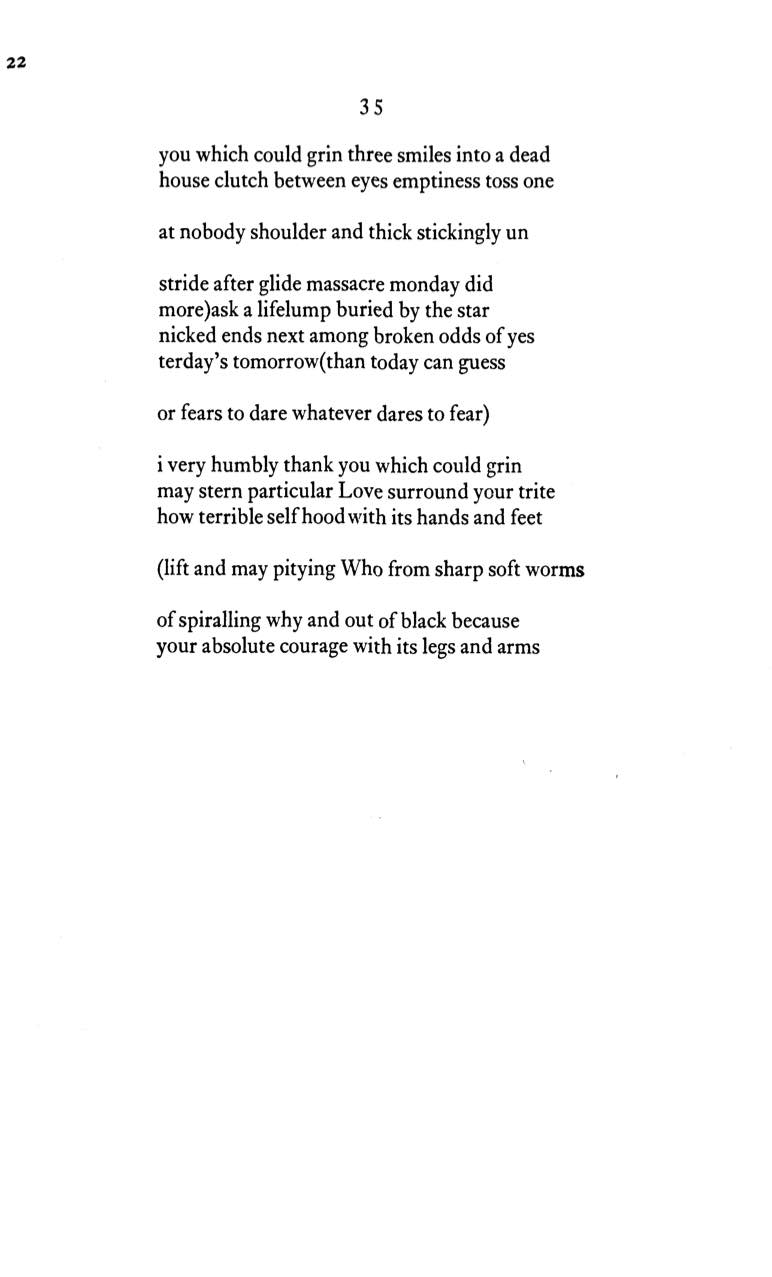 22
35
you which could grin three smiles into a dead
house clutch between eyes emptiness toss one
at nobody shoulder and thick stickingly un
stride after glide massacre monday did
more)ask a lifelump buried by the star
nicked ends next among broken odds of yes
terday's tomorrow(than today can guess
or fears to dare whatever dares to fear)
i very humbly thank you which could grin
may stern particular Love surround your trite
how terrible selfhood with its hands and feet
(lift and may pitying Who from sharp soft worms
of spiralling why and out of black because
your absolute courage with its legs and arms